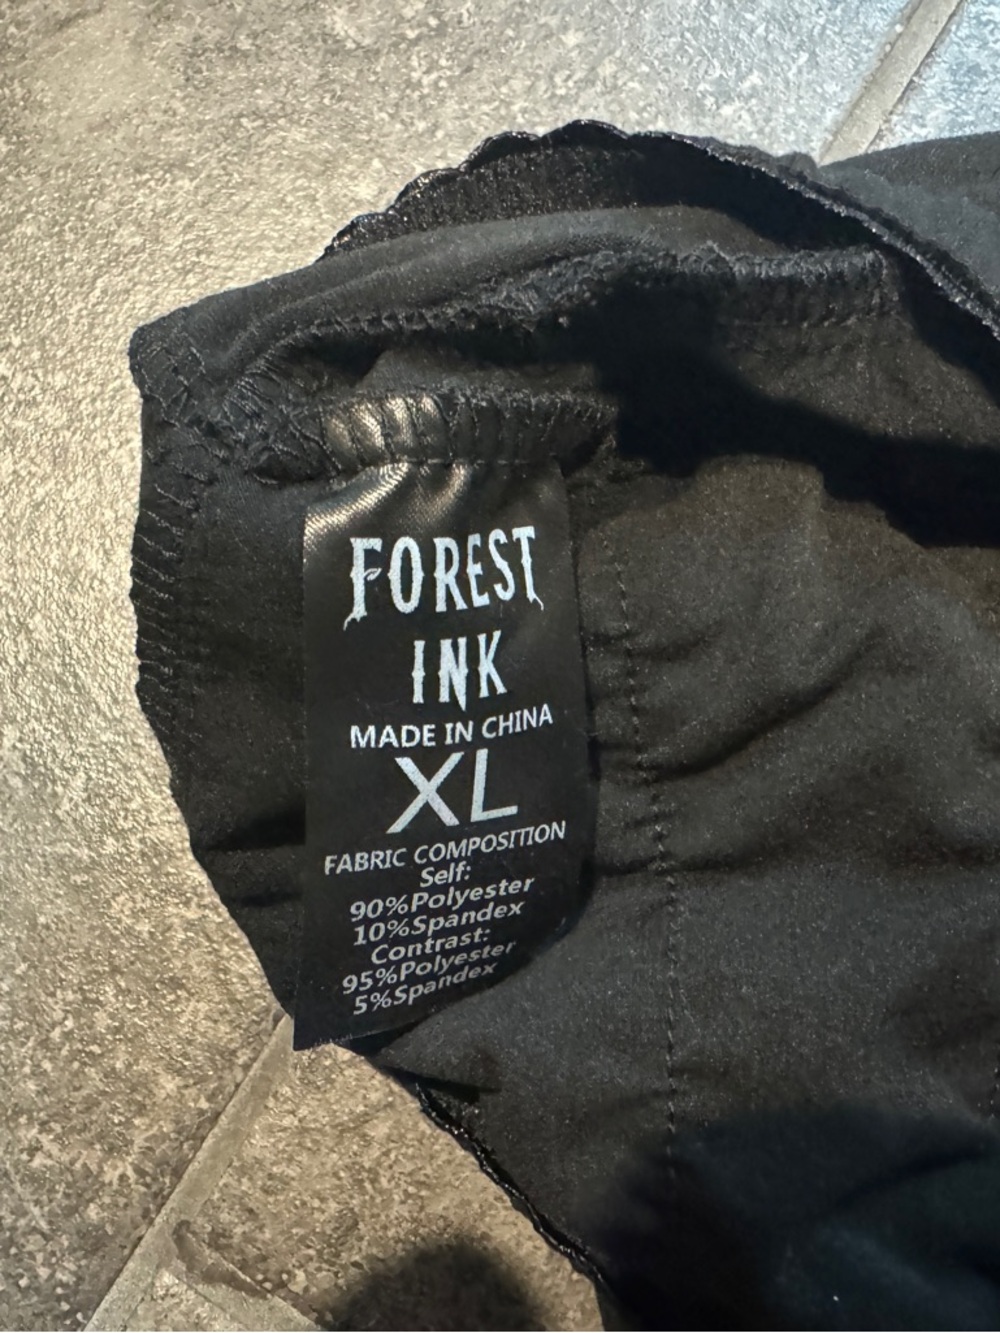 FOREST
INK
MADE IN CHINA
XL
FABRIC COMPOSITION
Self:
90%Polyester
10%Spandex
Contrast:
95%Polyester
5%Spandex